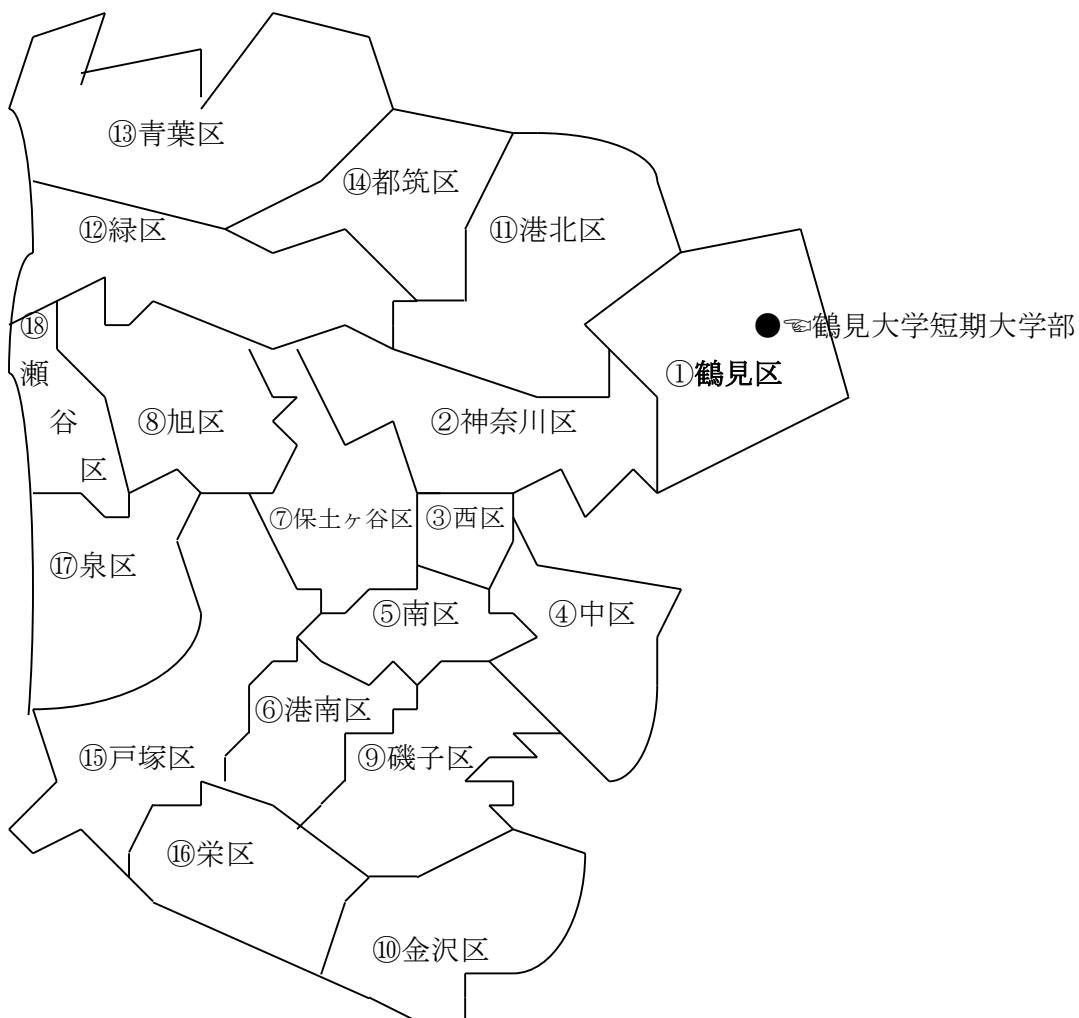 ⑬青葉区
⑭都筑区
⑫緑区
⑪港北区
●☜鶴見大学短期大学部
①鶴見区
⑱
瀬
谷
区
⑧旭区
②神奈川区
⑦保土ヶ谷区
③西区
⑰泉区
⑤南区
④中区
⑥港南区
⑮戸塚区
⑨磯子区
⑯栄区
⑩金沢区